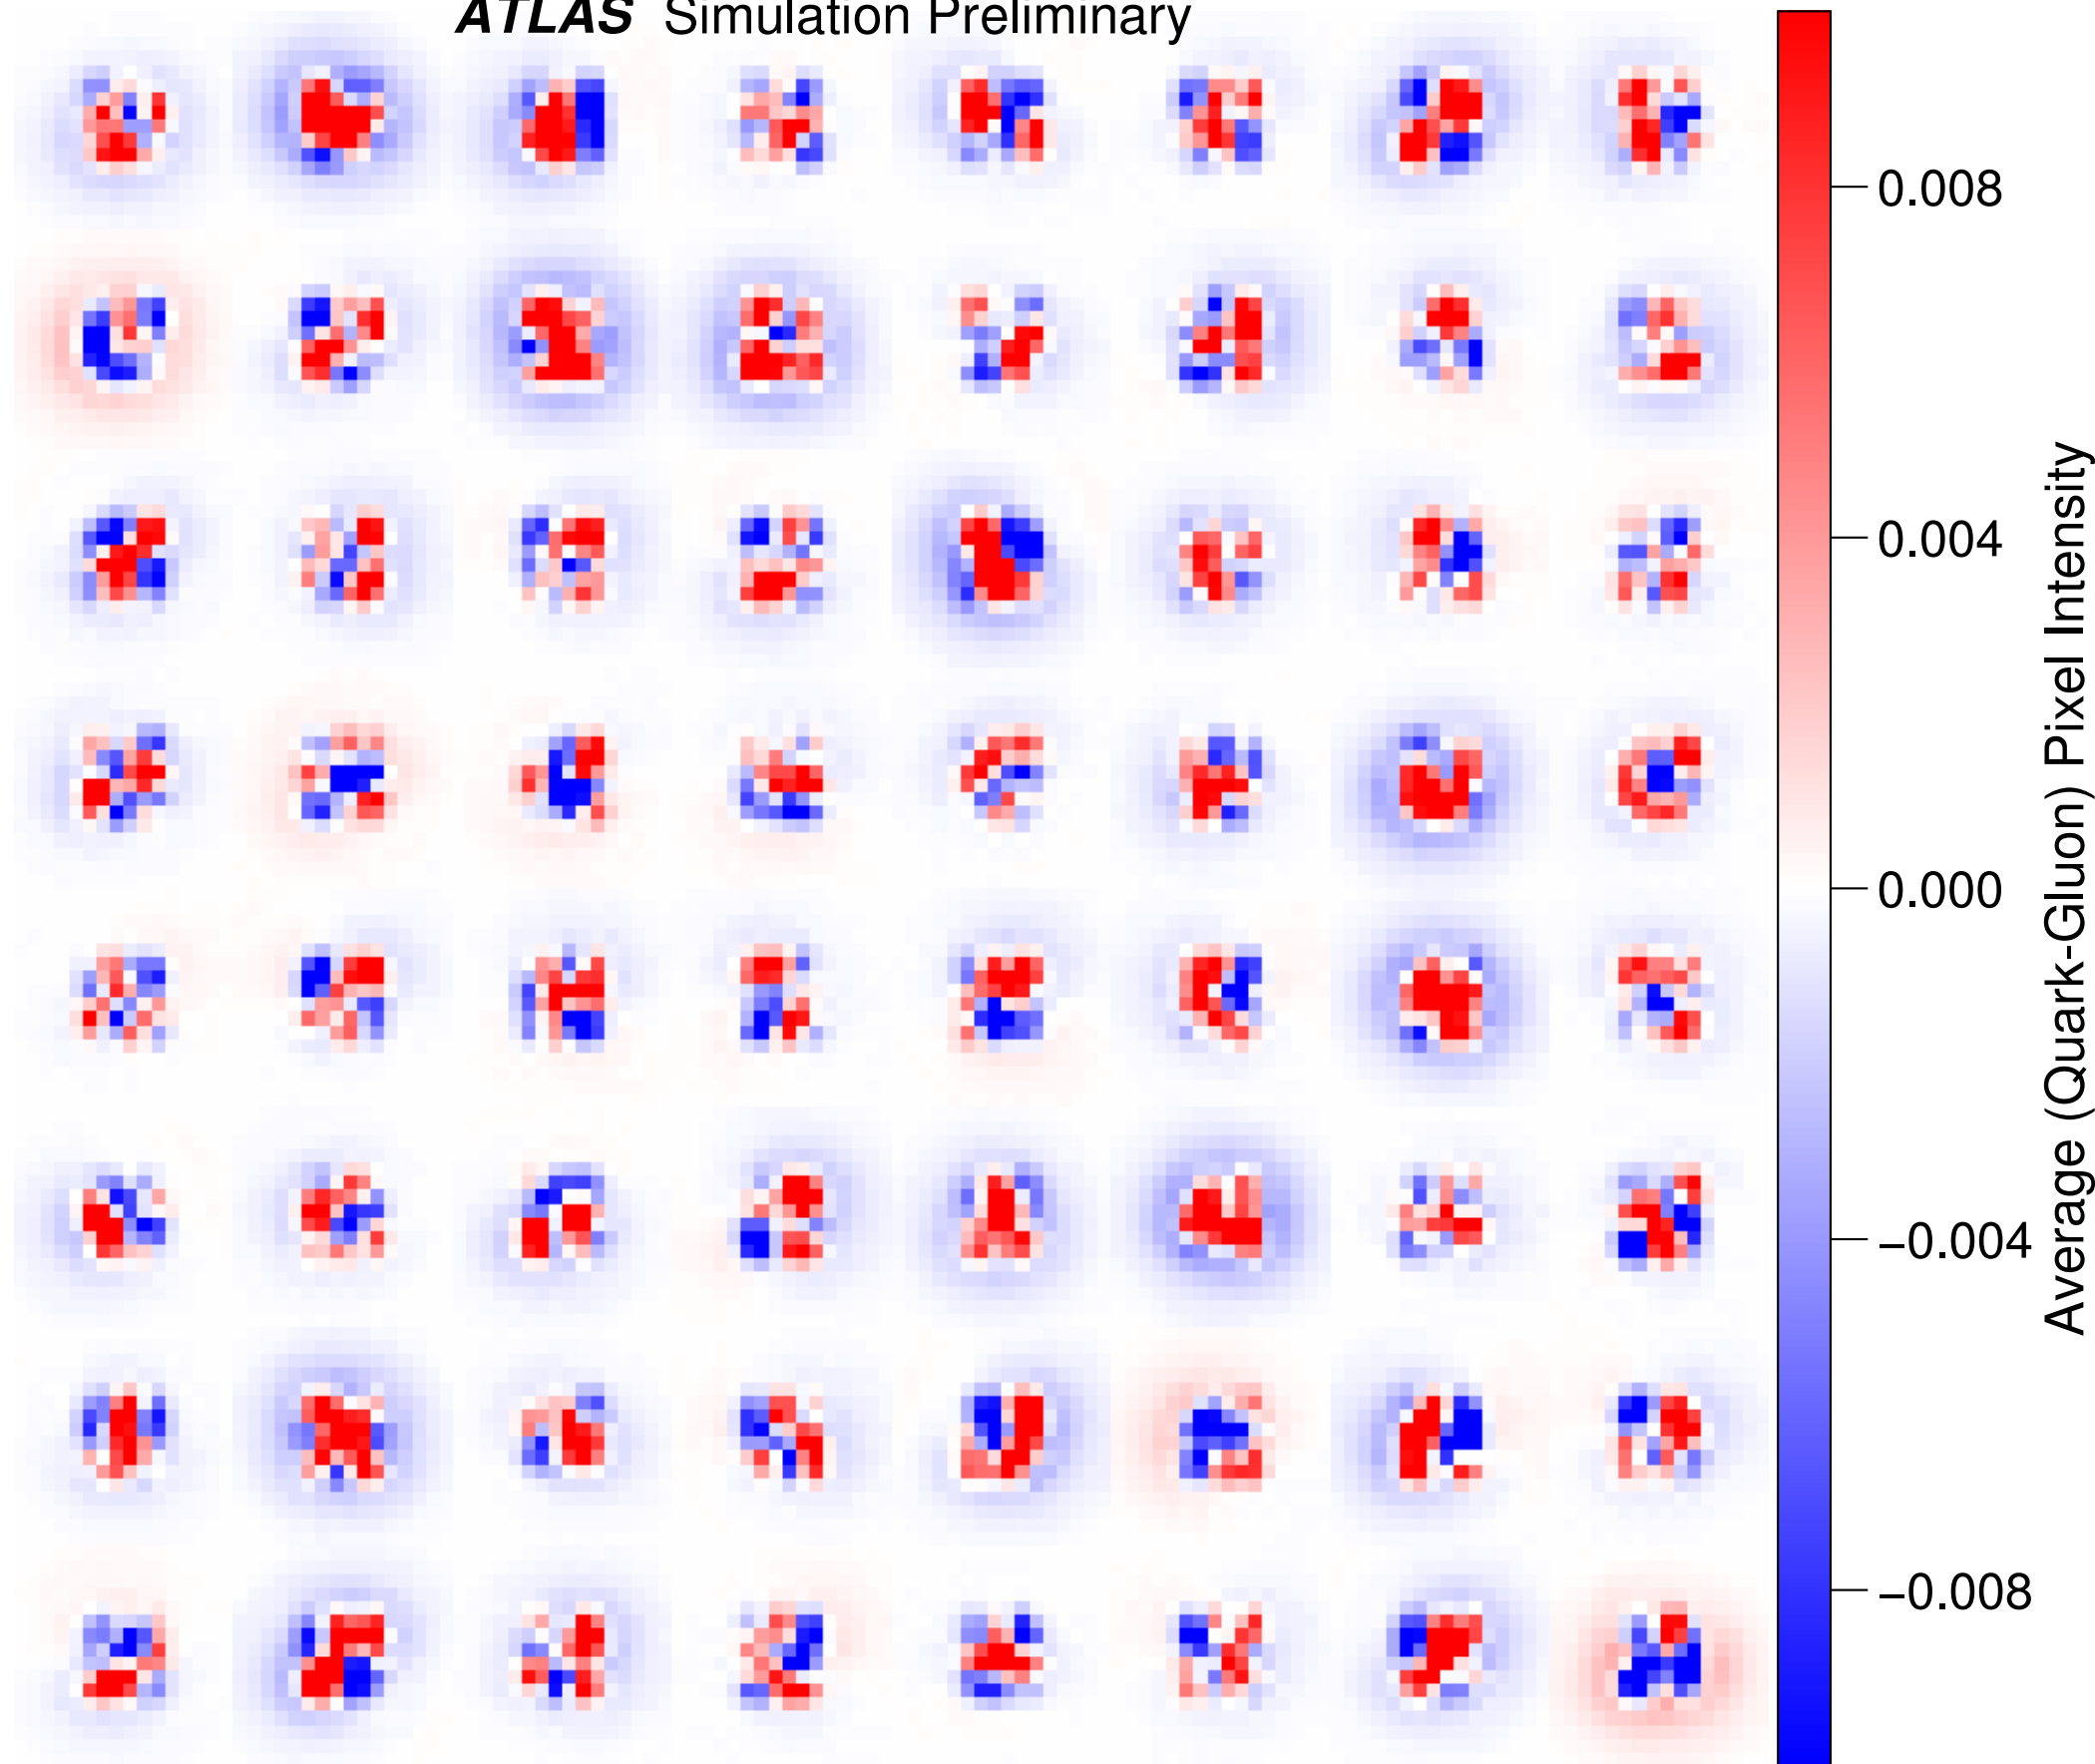 ATLAS Simulation Preliminary
0.008
0.004
0.000
−0.004
−0.008
Average (Quark-Gluon) Pixel Intensity